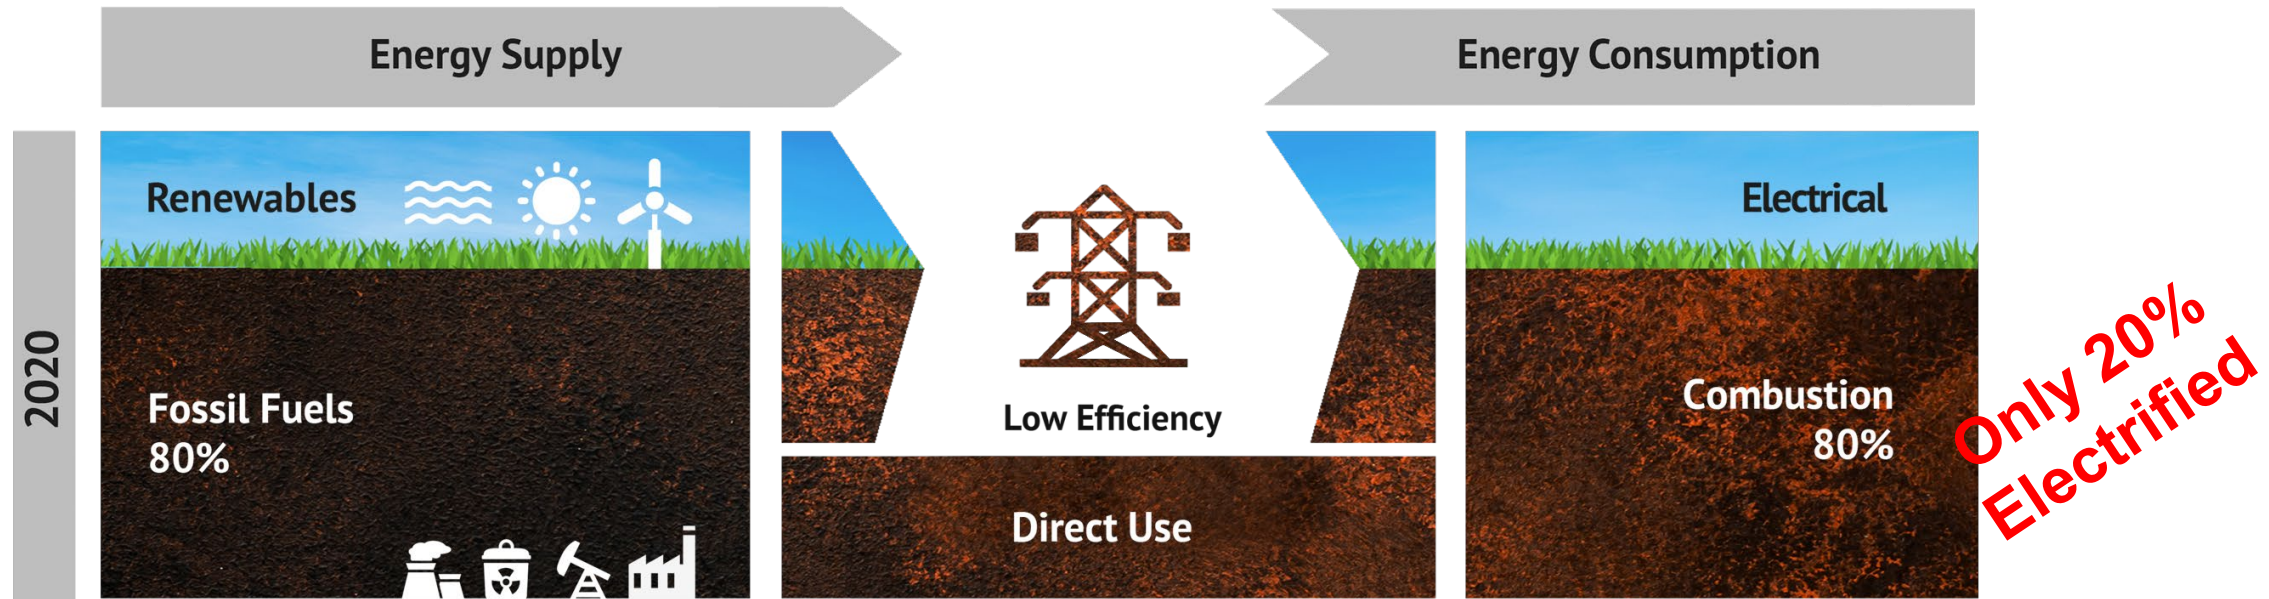 Energy Supply
Energy Consumption
2020
Renewables
Fossil Fuels
80%
Low Efficiency
Direct Use
Electrical
Combustion
80%
Only 20%
Electrified